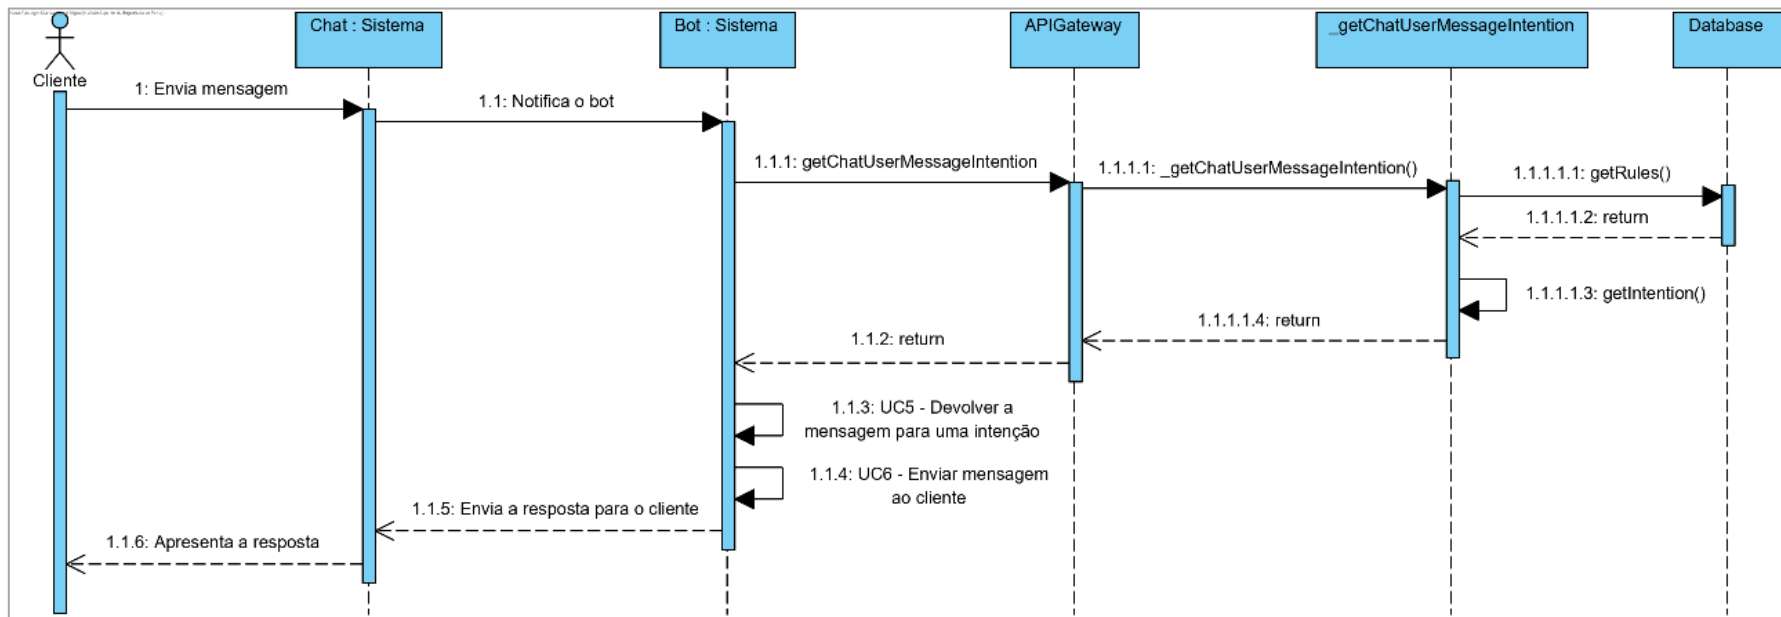 Chat : Sistema
Bot : Sistema
APIGateway
_getChatUserMessageIntention
Database
Cliente
1: Envia mensagem
1.1: Notifica o bot
1.1.1: getChatUserMessageIntention
1.1.1.1: _getChatUserMessageIntention()
1.1.1.1.1: getRules()
1.1.1.1.2: return
1.1.1.1.3: getIntention()
1.1.1.1.4: return
1.1.2: return
1.1.3: UC5 - Devolver a
mensagem para uma intenção
1.1.4: UC6 - Enviar mensagem
ao cliente
1.1.5: Envia a resposta para o cliente
1.1.6: Apresenta a resposta